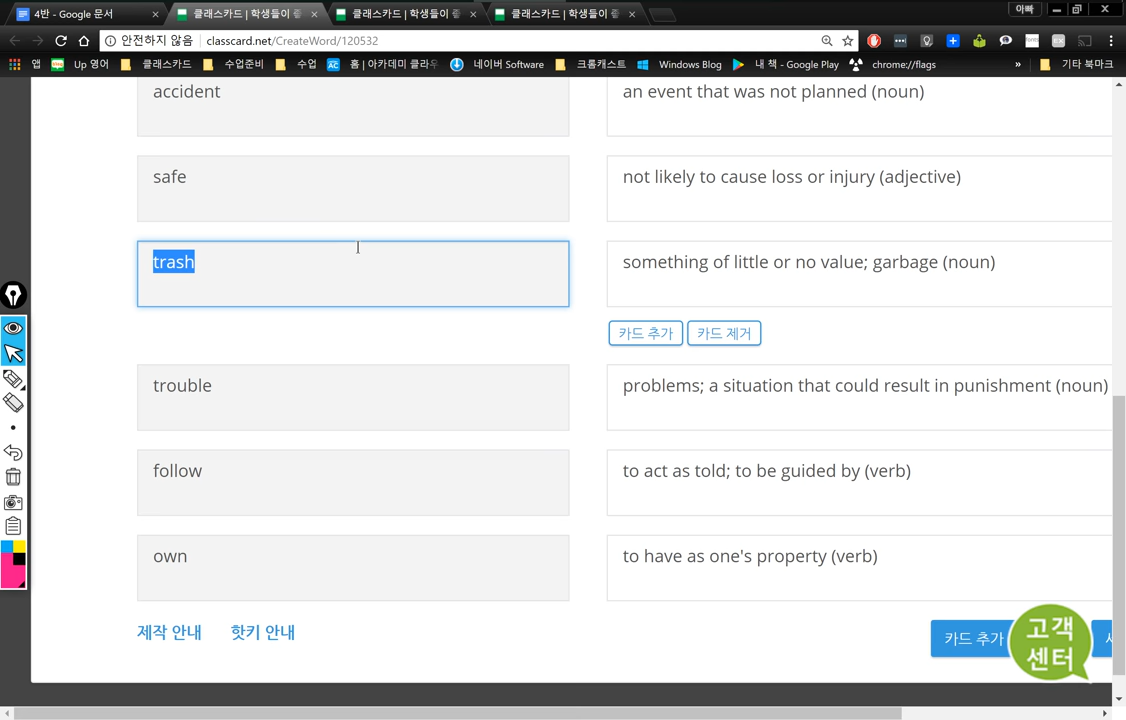 4반 - Google 문서
클래스카드 | 학생들이 좋
클래스카드 | 학생들이 좋
클래스카드 | 학생들이 좋
아빠
안전하지 않음 classcard.net/CreateWord/120532
앱 Up 영어 클래스카드 수업준비 수업 홈 | 아카데미 클라우 네이버 Software 크롬캐스트 Windows Blog 내 책 - Google Play chrome://flags » 기타 북마크
accident
an event that was not planned (noun)
safe
not likely to cause loss or injury (adjective)
trash
something of little or no value; garbage (noun)
카드 추가 카드 제거
trouble
problems; a situation that could result in punishment (noun)
follow
to act as told; to be guided by (verb)
own
to have as one's property (verb)
제작 안내 핫키 안내
카드 추가
고객
센터